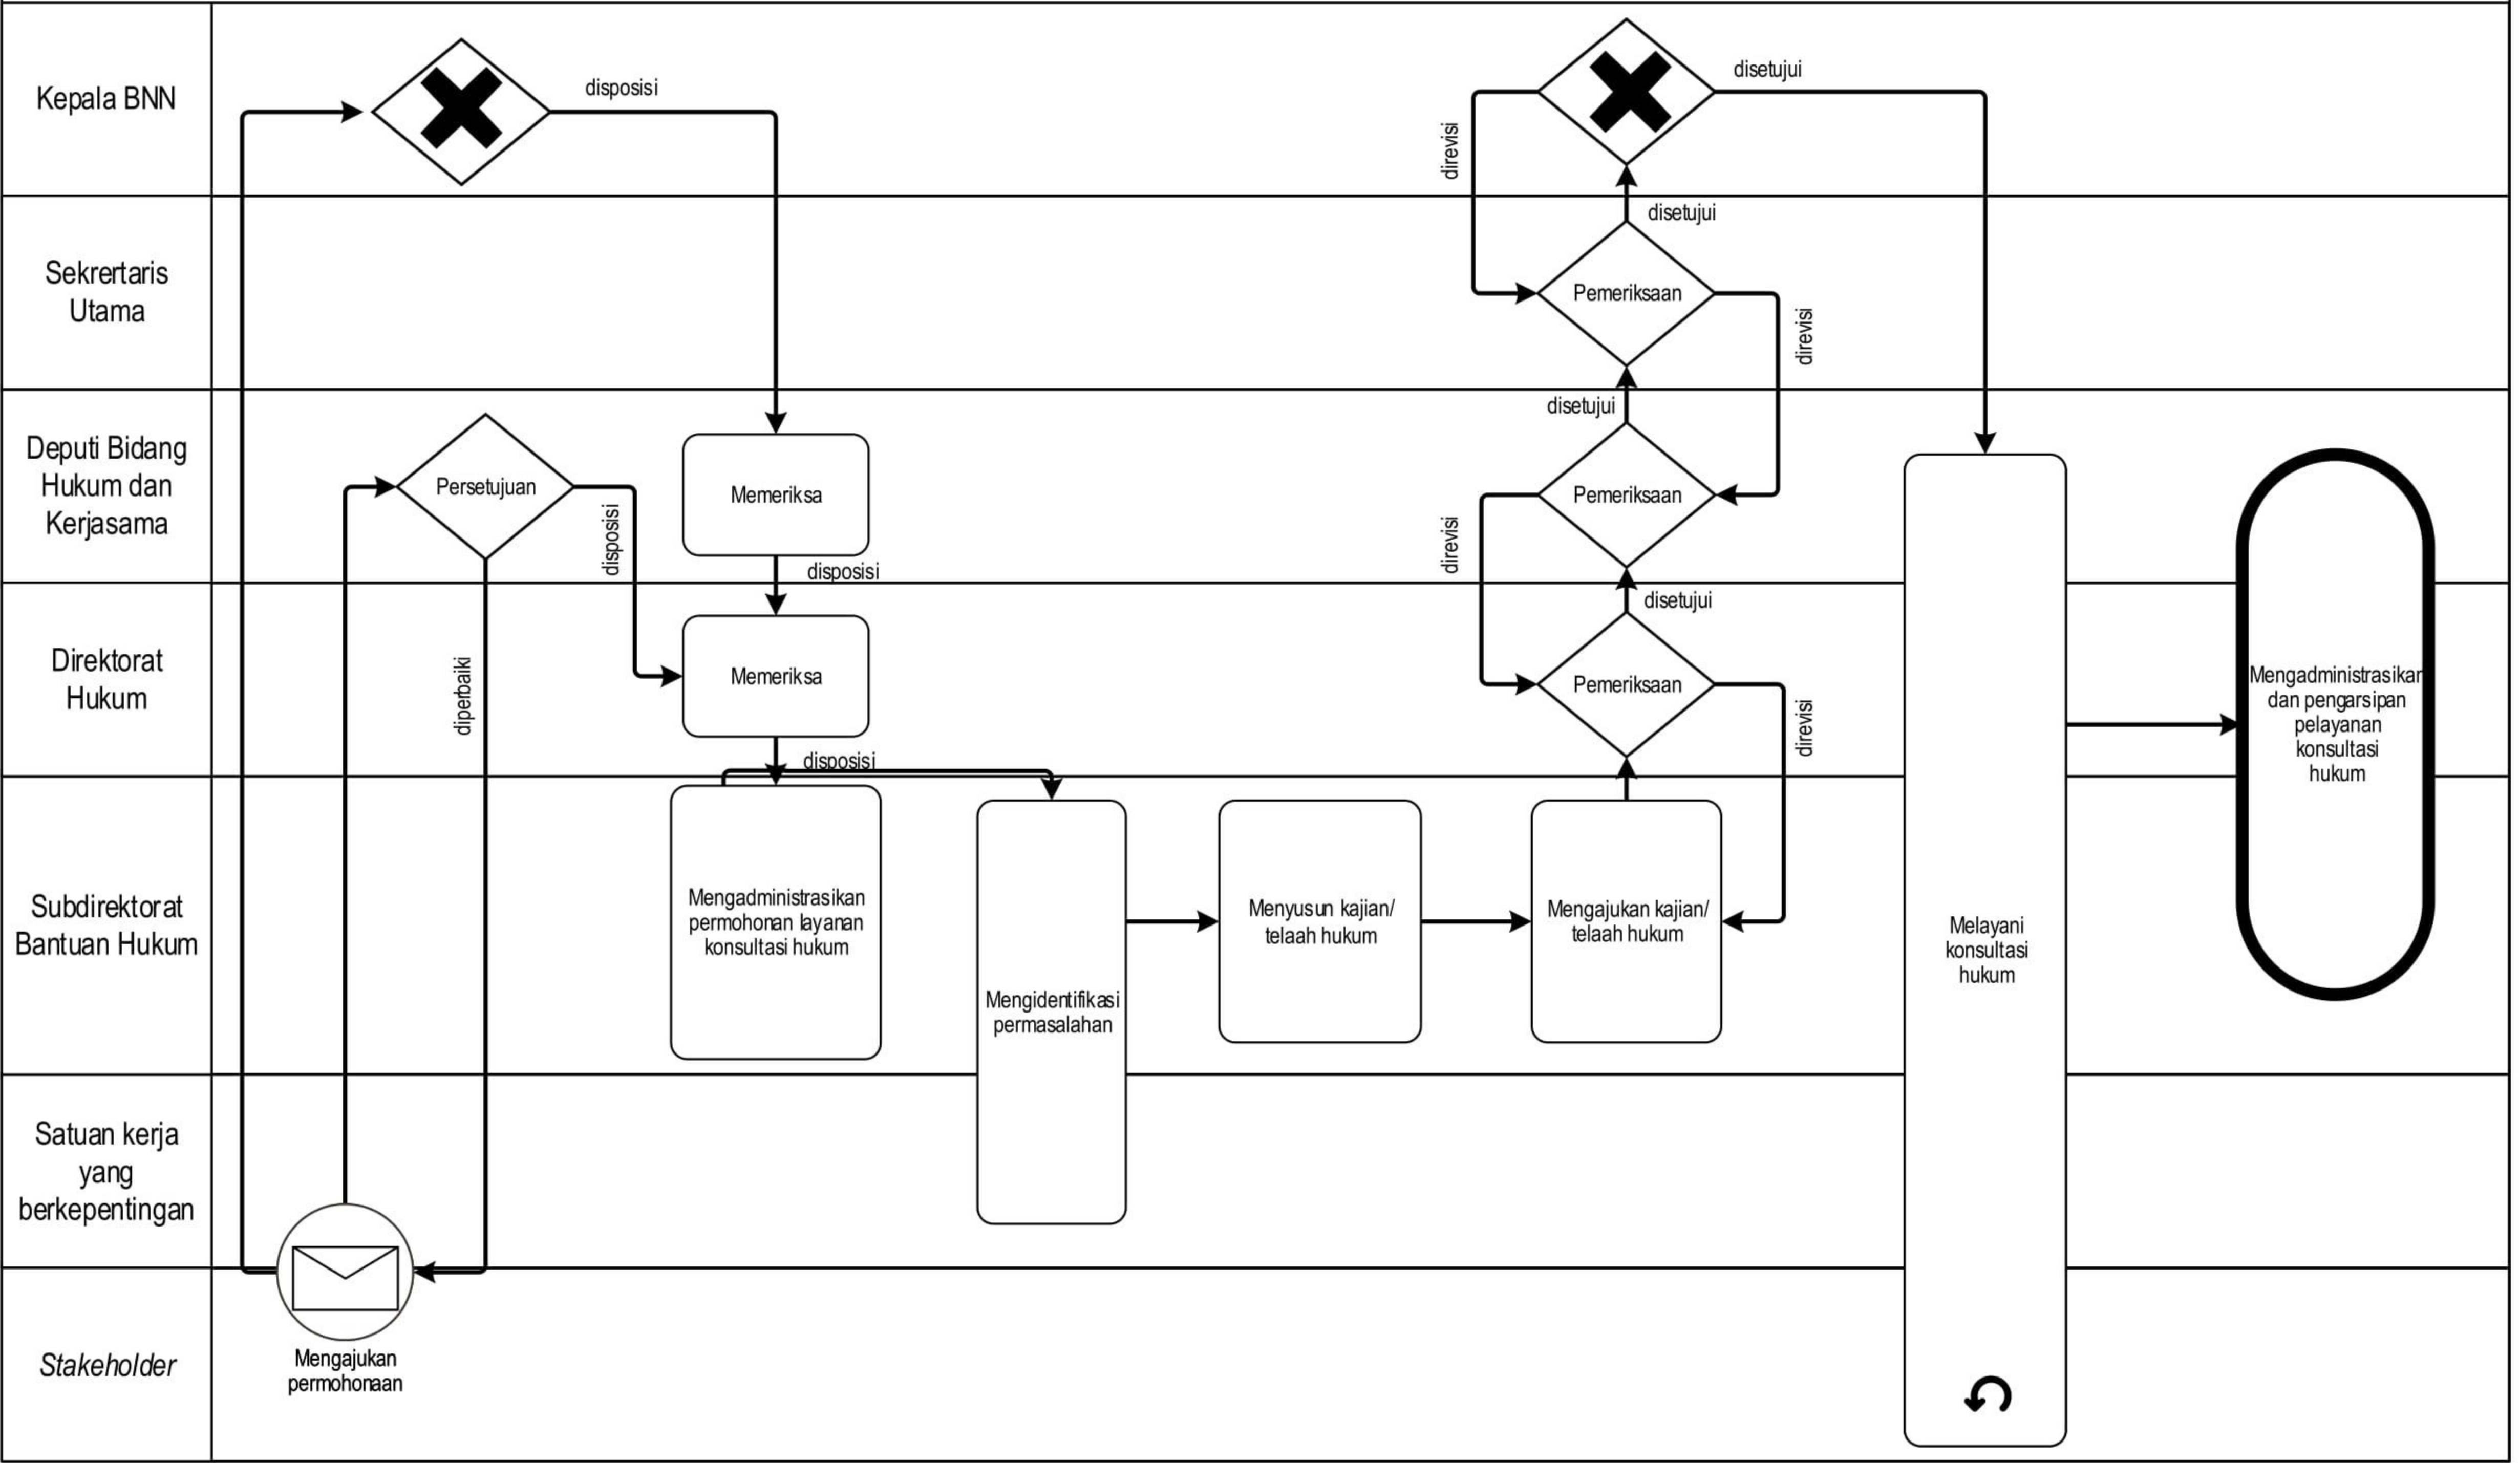 Kepala BNN
disposisi
disetujui
direvisi
Sekrertaris
Utama
disetujui
Pemeriksaan
direvisi
Deputi Bidang
Hukum dan
Kerjasama
Persetujuan
disposisi
Memeriksa
disposisi
disetujui
Pemeriksaan
direvisi
Direktorat
Hukum
diperbaiki
Memeriksa
disposisi
disetujui
Pemeriksaan
direvisi
Mengadministrasikan
dan pengarsipan
pelayanan
konsultasi
hukum
Subdirektorat
Bantuan Hukum
Mengadministrasikan
permohonan layanan
konsultasi hukum
Mengidentifikasi
permasalahan
Menyusun kajian/
telaah hukum
Mengajukan kajian/
telaah hukum
Melayani
konsultasi
hukum
Satuan kerja
yang
berkepentingan
Stakeholder
Mengajukan
permohonaan